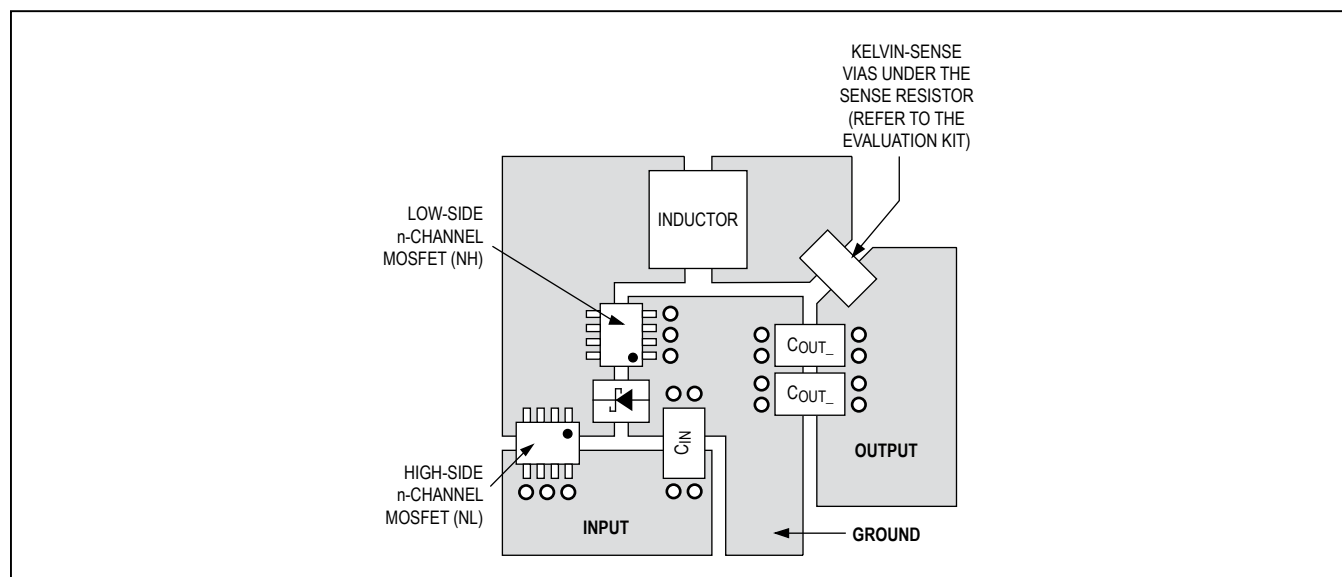 KELVIN-SENSE
VIAS UNDER THE
SENSE RESISTOR
(REFER TO THE
EVALUATION KIT)
LOW-SIDE
n-CHANNEL
MOSFET (NH)
INDUCTOR
COUT_
COUT_
CIN
OUTPUT
HIGH-SIDE
n-CHANNEL
MOSFET (NL)
INPUT
GROUND